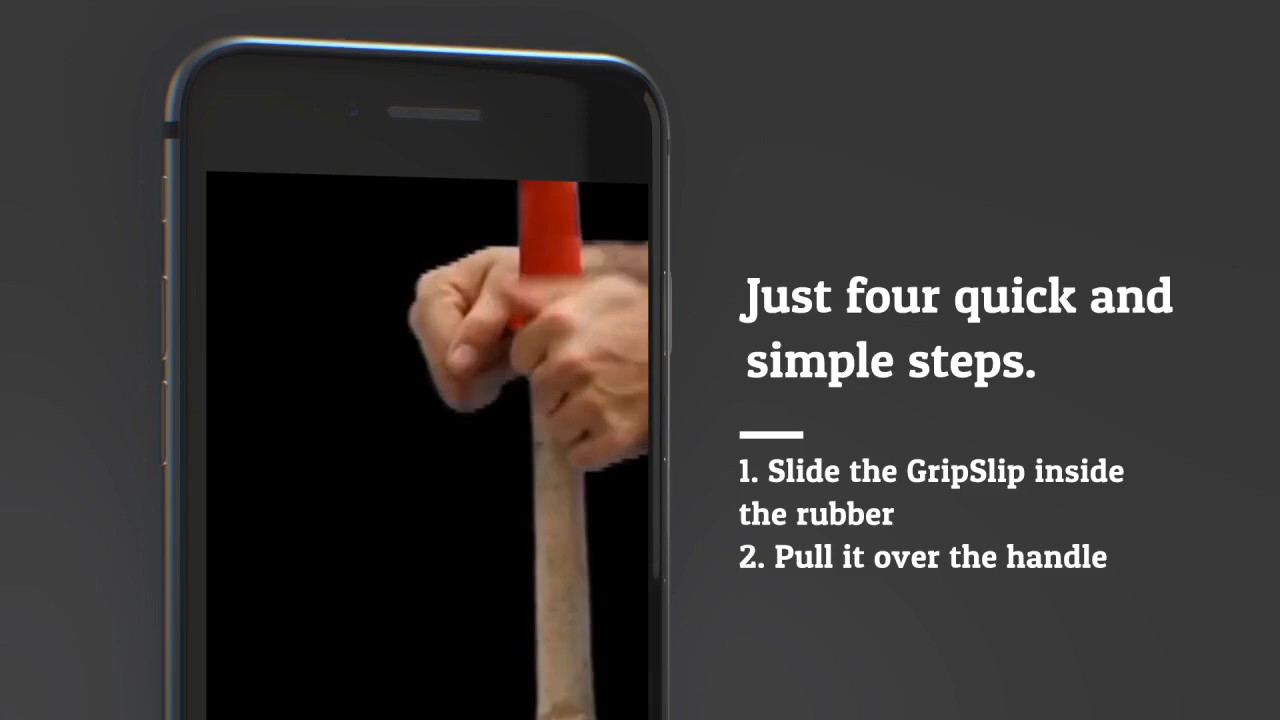 Just four quick and
simple steps.
1. Slide the GripSlip inside
the rubber
2. Pull it over the handle